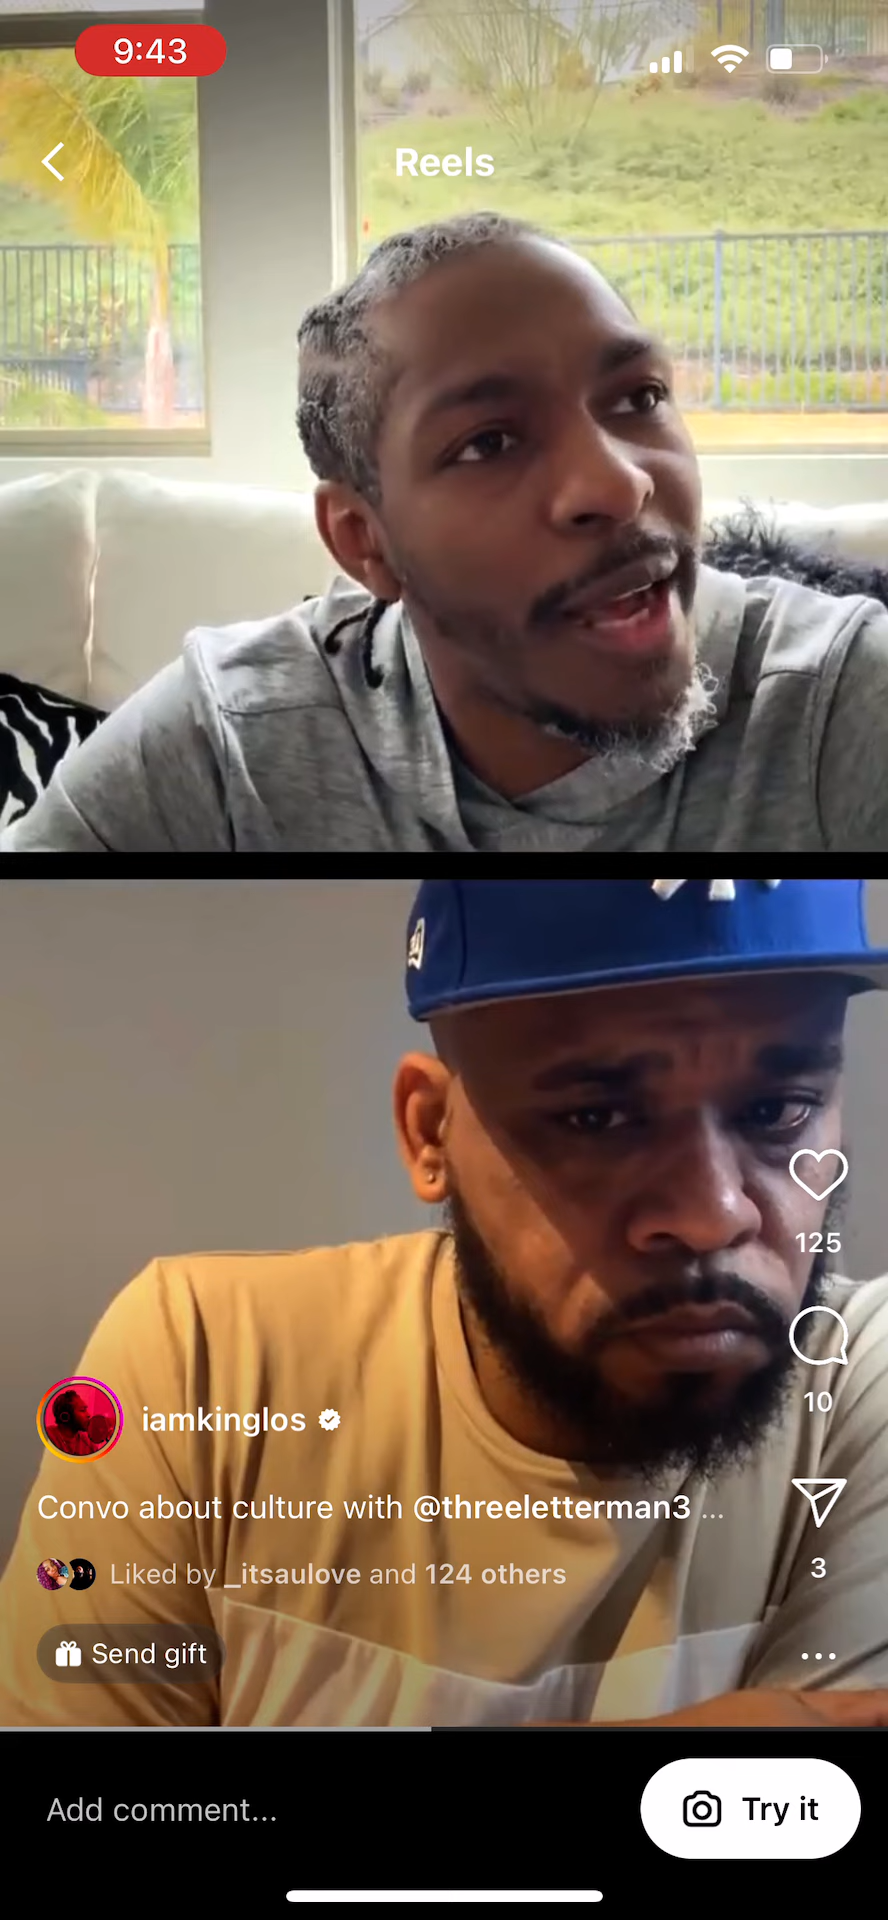 9:43
Reels
125
10
iamkinglos
Convo about culture with @threeletterman3 ...
3
Liked by _itsaulove and 124 others
Send gift
Add comment...
Try it